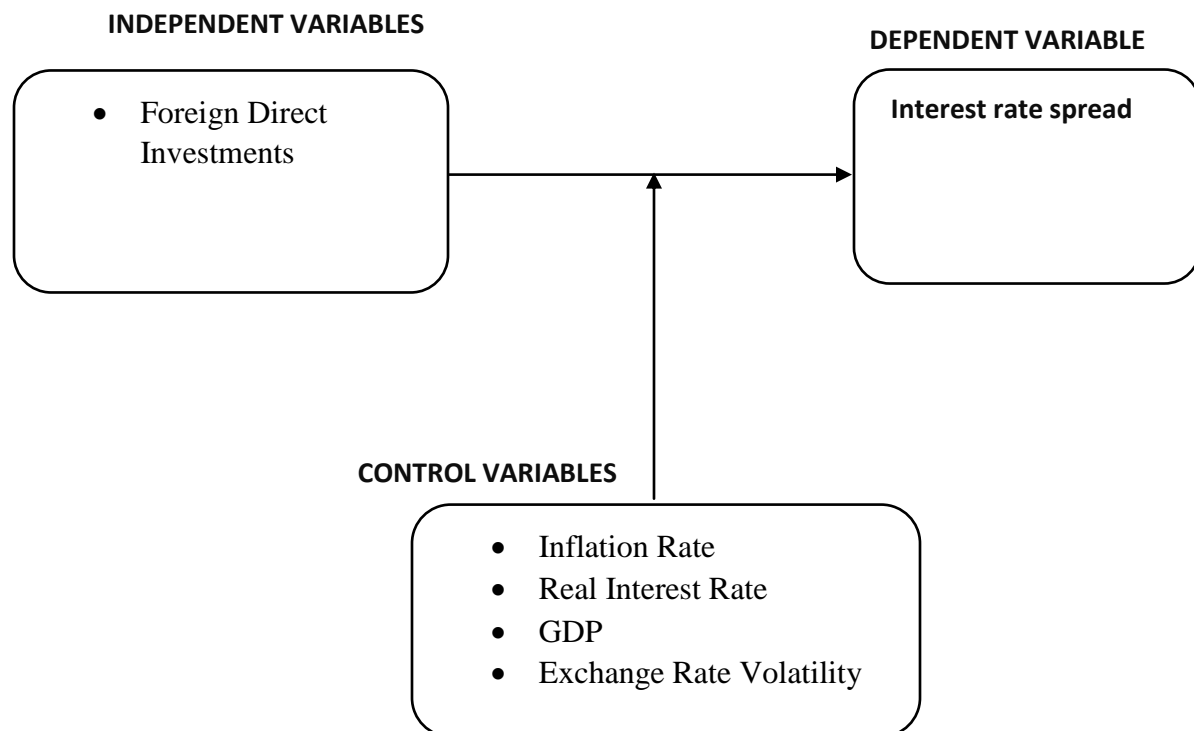 INDEPENDENT VARIABLES
• Foreign Direct
Investments
DEPENDENT VARIABLE
Interest rate spread
CONTROL VARIABLES
• Inflation Rate
• Real Interest Rate
• GDP
• Exchange Rate Volatility